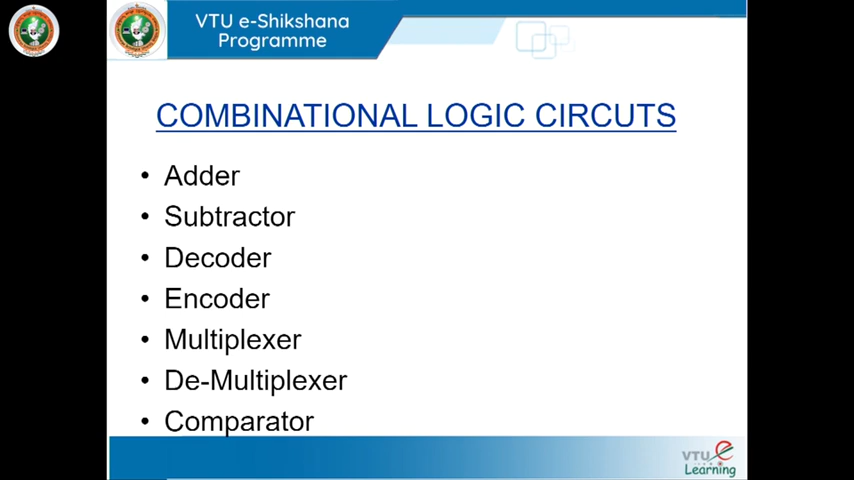 VTU e-Shikshana
Programme
COMBINATIONAL LOGIC CIRCUTS
• Adder
• Subtractor
• Decoder
• Encoder
• Multiplexer
• De-Multiplexer
• Comparator
VTU e
Learning